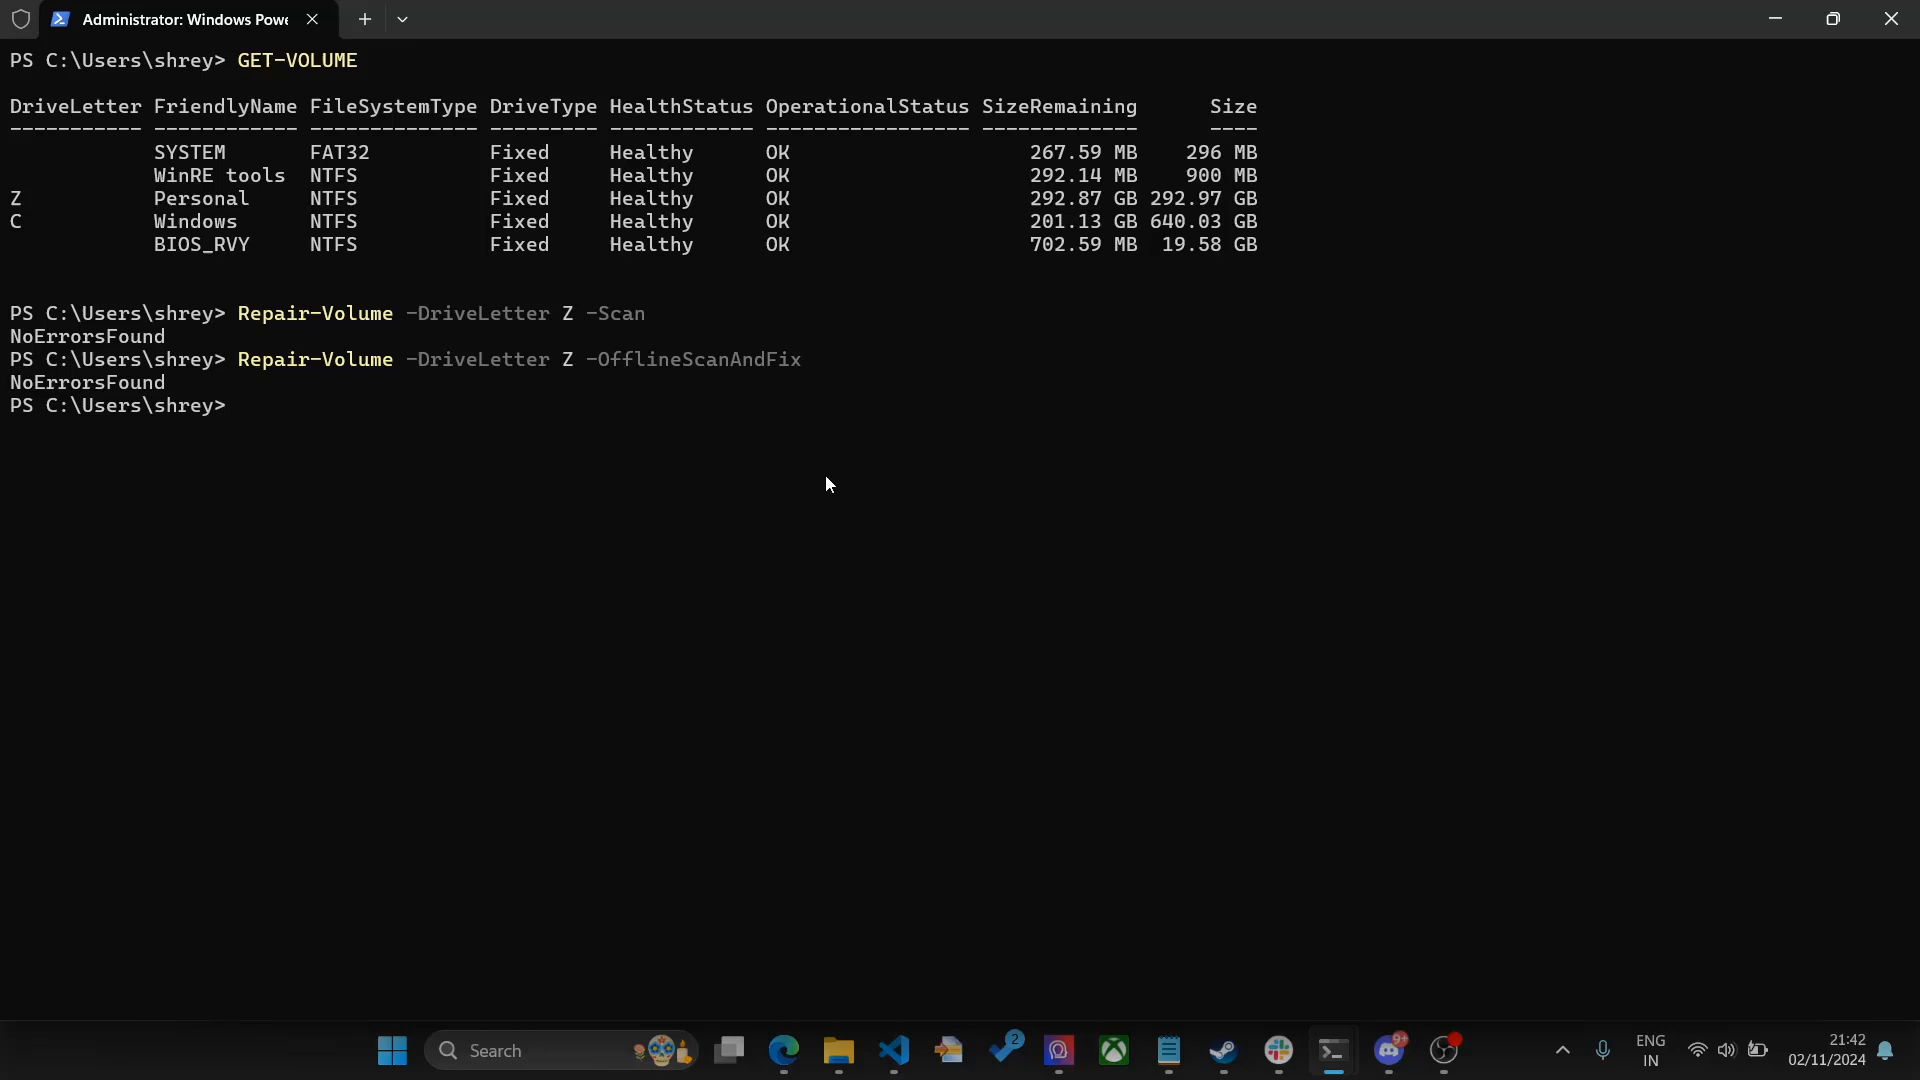 Administrator: Windows Powe
PS C:\Users\shrey> GET-VOLUME
DriveLetter FriendlyName FileSystemType DriveType HealthStatus OperationalStatus SizeRemaining      Size
----------- ------------ -------------- --------- ------------ ----------------- -------------      ----
            SYSTEM       FAT32          Fixed     Healthy      OK                    267.59 MB    296 MB
            WinRE tools  NTFS           Fixed     Healthy      OK                    292.14 MB    900 MB
Z           Personal     NTFS           Fixed     Healthy      OK                    292.87 GB 292.97 GB
C           Windows      NTFS           Fixed     Healthy      OK                    201.13 GB 640.03 GB
            BIOS_RVY     NTFS           Fixed     Healthy      OK                    702.59 MB  19.58 GB
PS C:\Users\shrey> Repair-Volume -DriveLetter Z -Scan
NoErrorsFound
PS C:\Users\shrey> Repair-Volume -DriveLetter Z -OfflineScanAndFix
NoErrorsFound
PS C:\Users\shrey>
Search
2
9+
ENG
IN
21:42
02/11/2024